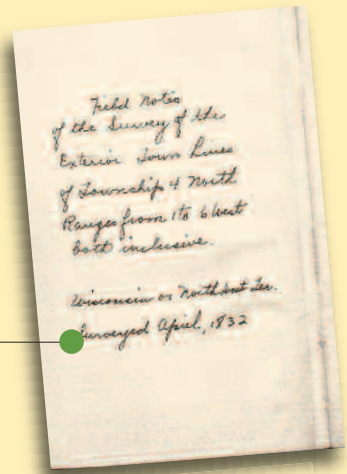 Field Notes
of the Survey of the
Exterior Town Lines
of Township 4 North
Ranges from 1 to 6 West
both inclusive.
Wisconsin or Northwest Ter.
Surveyed April, 1832